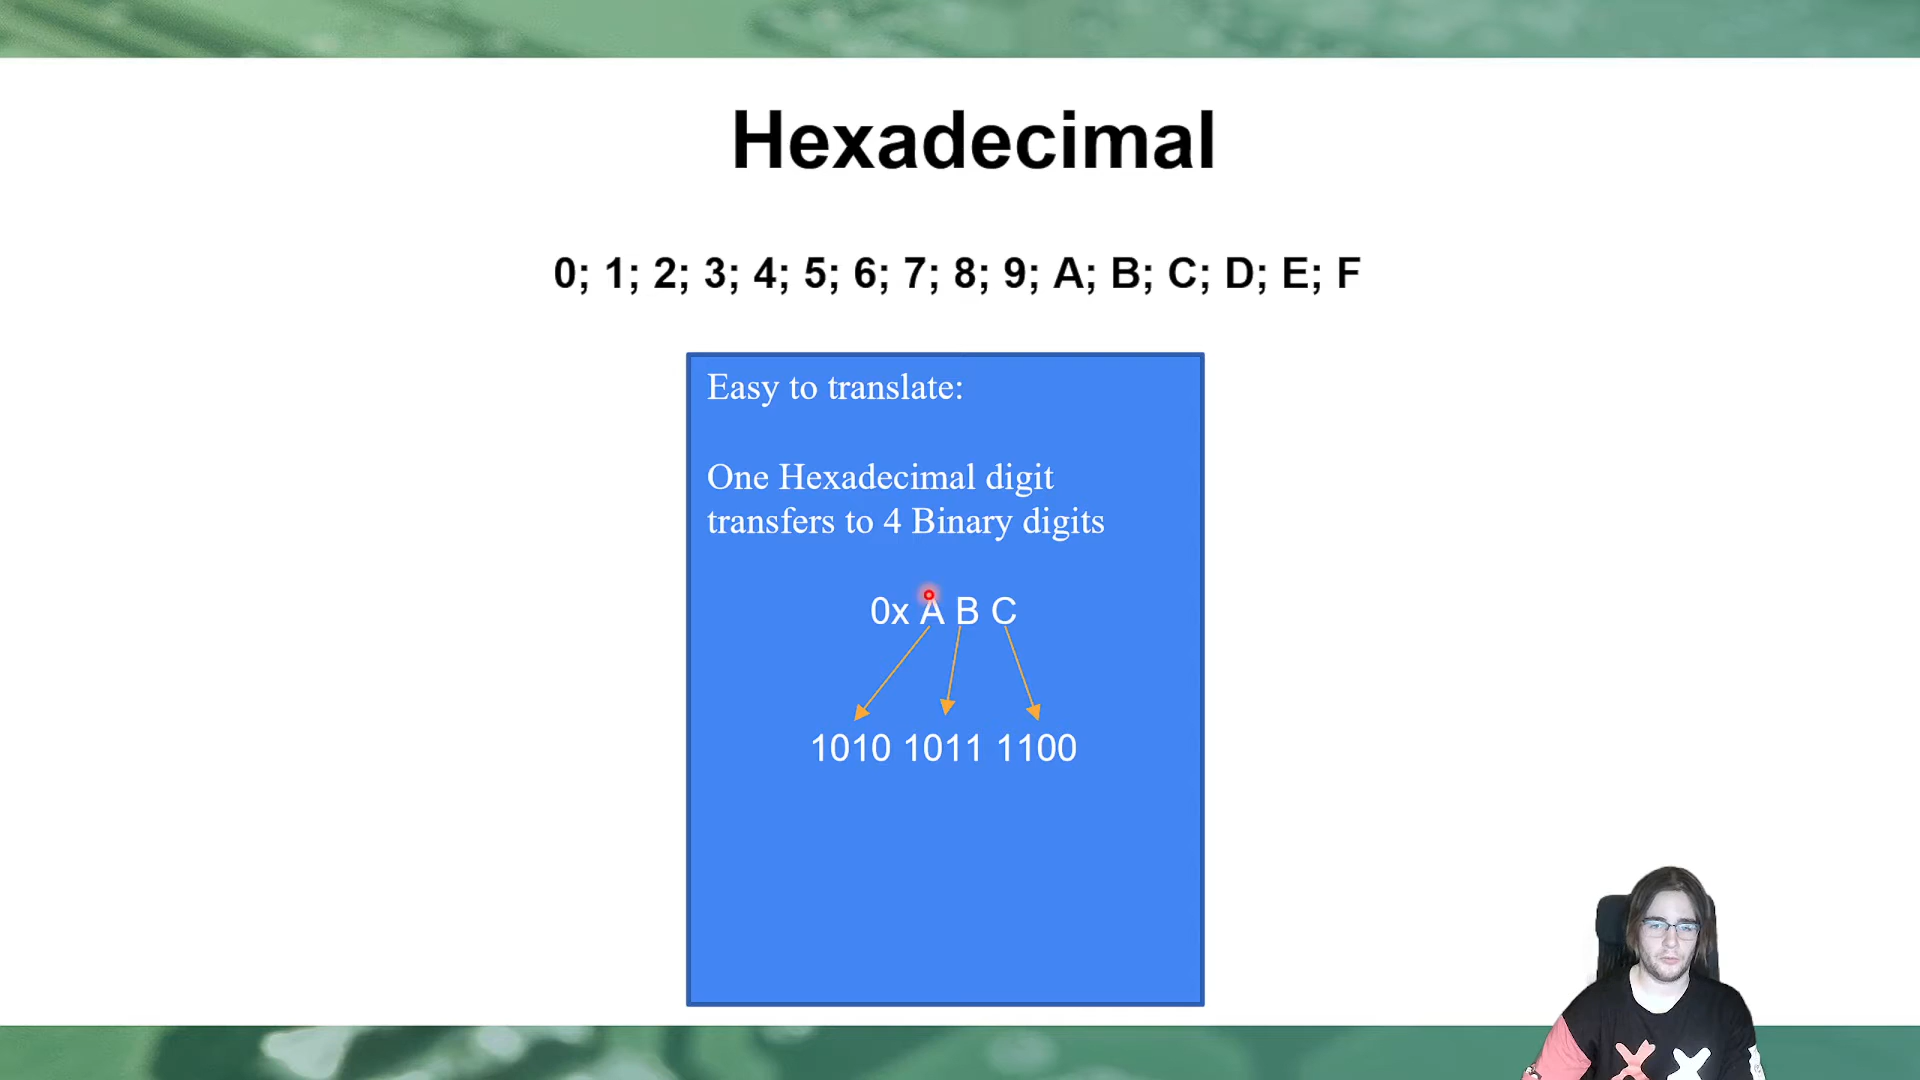 Hexadecimal
0; 1; 2; 3; 4; 5; 6; 7; 8; 9; A; B; C; D; E; F
Easy to translate:
One Hexadecimal digit
transfers to 4 Binary digits
0x A B C
1010 1011 1100
X X